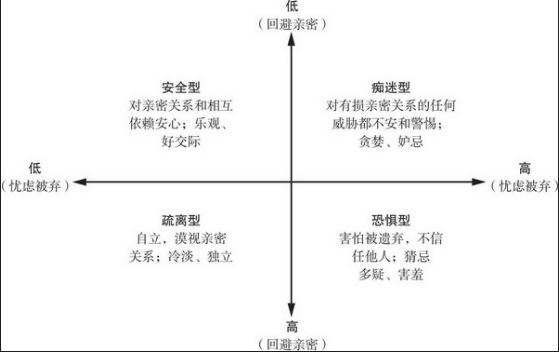 低
（回避亲密）
安全型
对亲密关系和相互
依赖安心；乐观、
好交际
痴迷型
对有损亲密关系的任何
威胁都不安和警惕；
贪婪、妒忌
低
（忧虑被弃）
高
（忧虑被弃）
疏离型
自立，漠视亲密
关系；冷淡、独立
恐惧型
害怕被遗弃，不信
任他人；猜忌
多疑、害羞
高
（回避亲密）